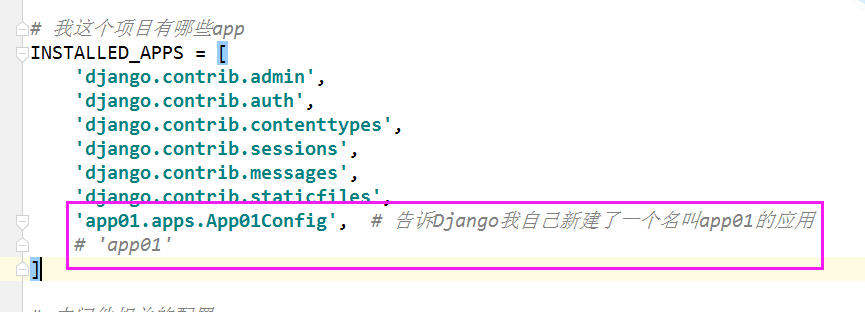 # 我这个项目有哪些app
INSTALLED_APPS = [
'django.contrib.admin',
'django.contrib.auth',
'django.contrib.contenttypes',
'django.contrib.sessions',
'django.contrib.messages',
'django.contrib.staticfiles',
'app01.apps.App01Config',  # 告诉Django我自己新建了一个名叫app01的应用
# 'app01'
]